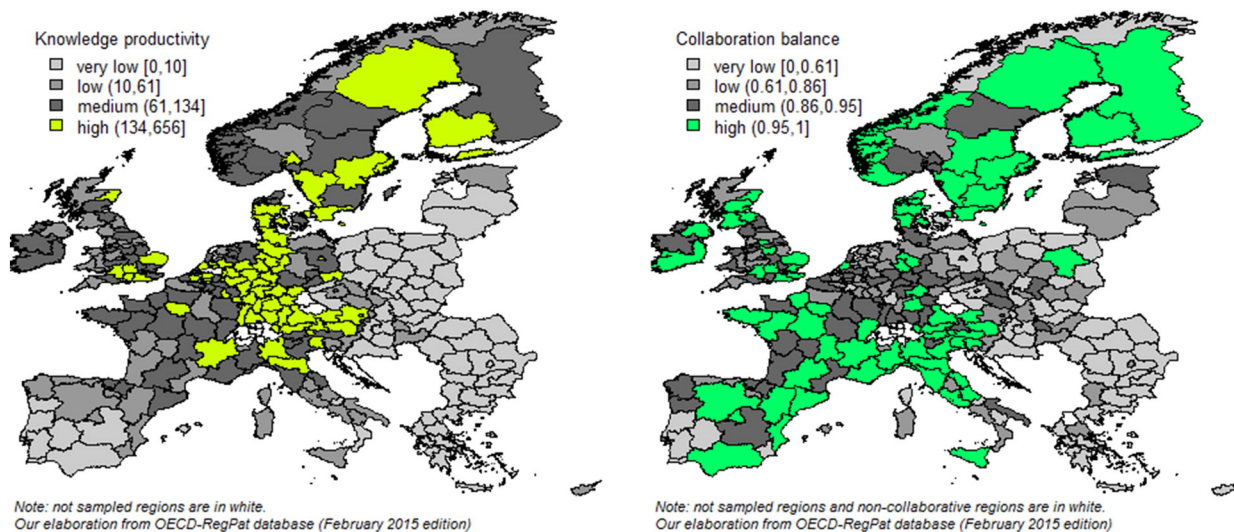 Knowledge productivity
very low [0,10]
low (10,61]
medium (61,134]
high (134,656]
Note: not sampled regions are in white.
Our elaboration from OECD-RegPat database (February 2015 edition)
Collaboration balance
very low [0,0.61]
low (0.61,0.86]
medium (0.86,0.95]
high (0.95,1]
Note: not sampled regions and non-collaborative regions are in white.
Our elaboration from OECD-RegPat database (February 2015 edition)